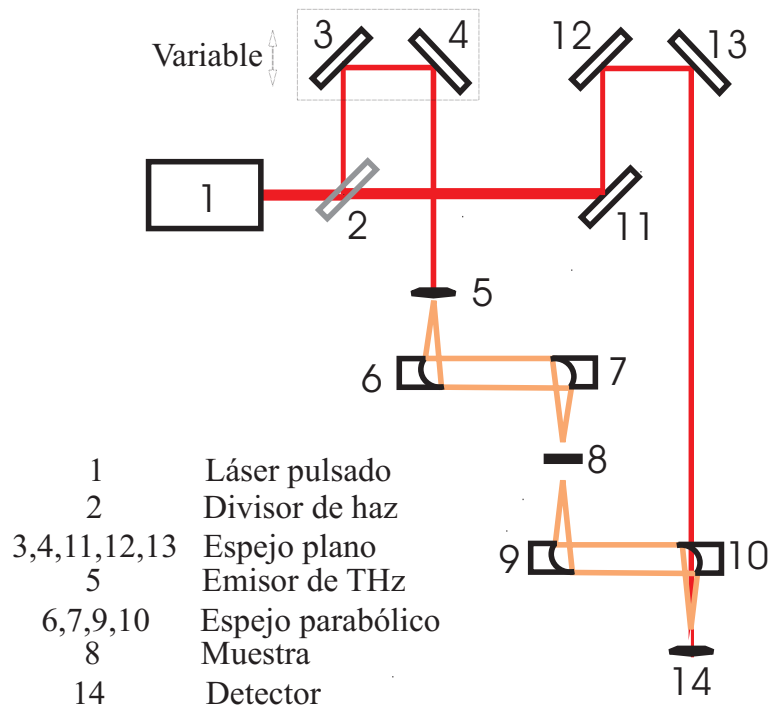 3
4
12
13
Variable
1
2
11
5
6
7
8
9
10
14
1 Láser pulsado
2 Divisor de haz
3,4,11,12,13 Espejo plano
5 Emisor de THz
6,7,9,10 Espejo parabólico
8 Muestra
14 Detector